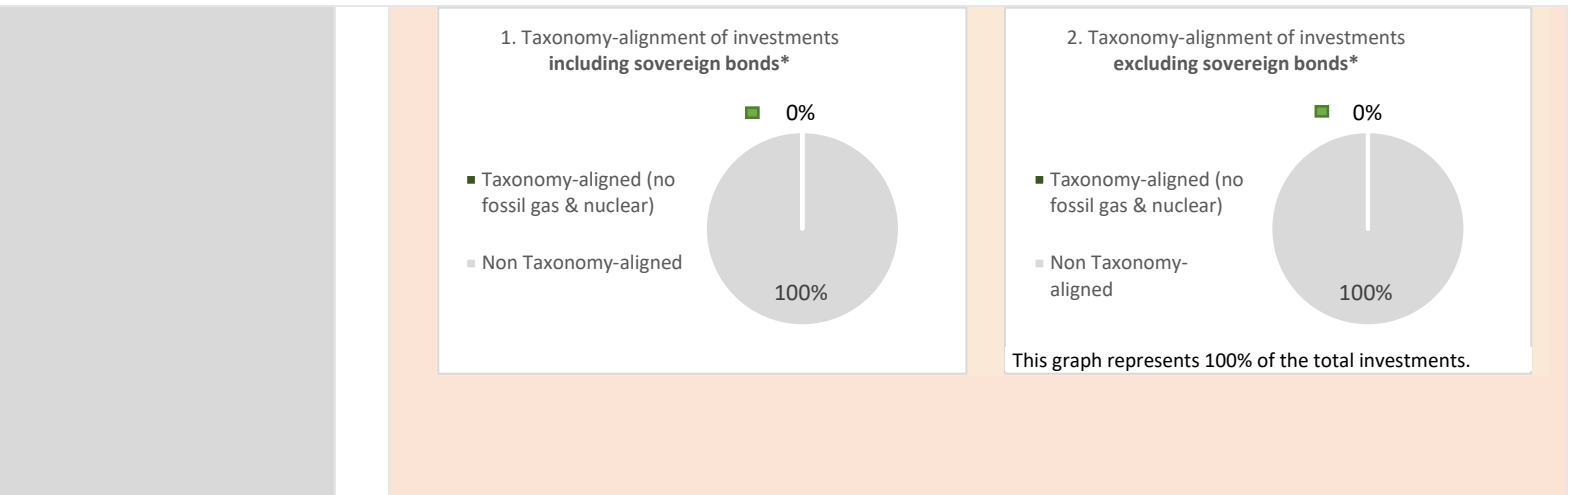 1. Taxonomy-alignment of investments
including sovereign bonds*
0%
Taxonomy-aligned (no
fossil gas & nuclear)
Non Taxonomy-aligned
100%
2. Taxonomy-alignment of investments
excluding sovereign bonds*
0%
Taxonomy-aligned (no
fossil gas & nuclear)
Non Taxonomy-
aligned
100%
This graph represents 100% of the total investments.